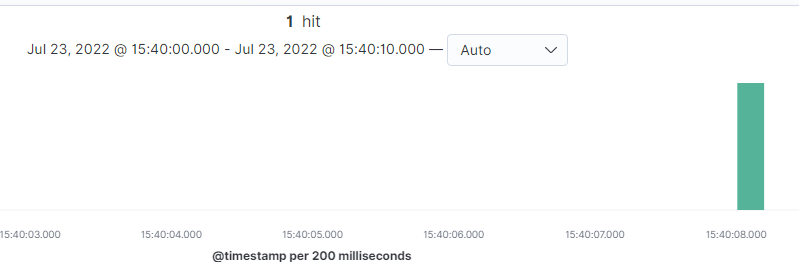 1 hit
Jul 23, 2022 @ 15:40:00.000 - Jul 23, 2022 @ 15:40:10.000 — Auto
15:40:03.000 15:40:04.000 15:40:05.000 15:40:06.000 15:40:07.000 15:40:08.000
@timestamp per 200 milliseconds